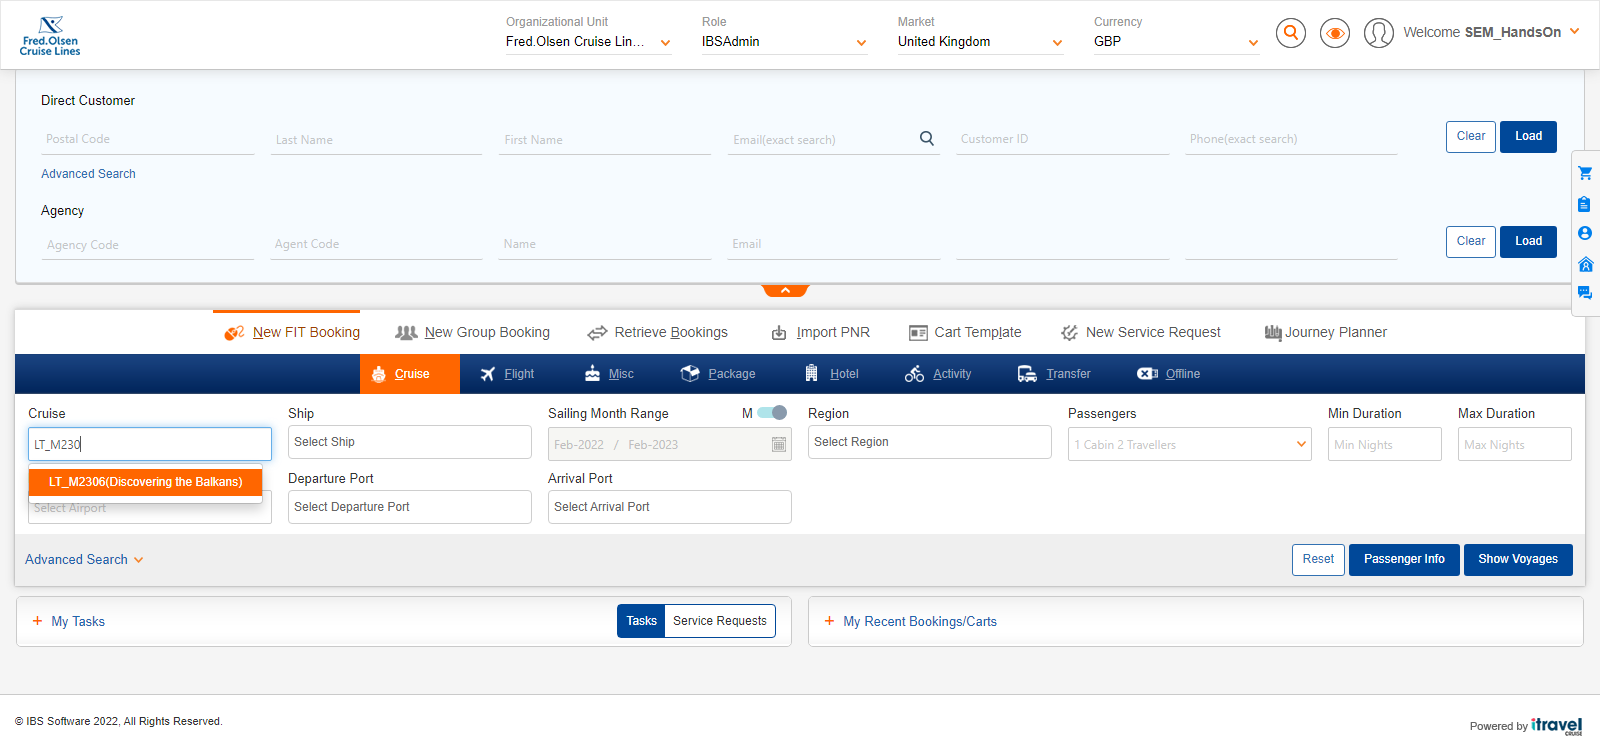 Fred.Olsen
Cruise Lines
Organizational Unit
Fred.Olsen Cruise Lin...
Role
IBSAdmin
Market
United Kingdom
Currency
GBP
Welcome SEM_HandsOn
Direct Customer
Postal Code
Last Name
First Name
Email(exact search)
Customer ID
Phone(exact search)
Clear
Load
Advanced Search
Agency
Agency Code
Agent Code
Name
Email
Clear
Load
New FIT Booking
New Group Booking
Retrieve Bookings
Import PNR
Cart Template
New Service Request
Journey Planner
Cruise
Flight
Misc
Package
Hotel
Activity
Transfer
Offline
Cruise
Ship
Sailing Month Range
M
Region
Passengers
Min Duration
Max Duration
LT_M230
Select Ship
Feb-2022 / Feb-2023
Select Region
1 Cabin 2 Travellers
Min Nights
Max Nights
LT_M2306(Discovering the Balkans)
Departure Port
Arrival Port
Select Airport
Select Departure Port
Select Arrival Port
Advanced Search
Reset
Passenger Info
Show Voyages
+ My Tasks
Tasks
Service Requests
+ My Recent Bookings/Carts
© IBS Software 2022, All Rights Reserved.
Powered by itravel
CRUISE